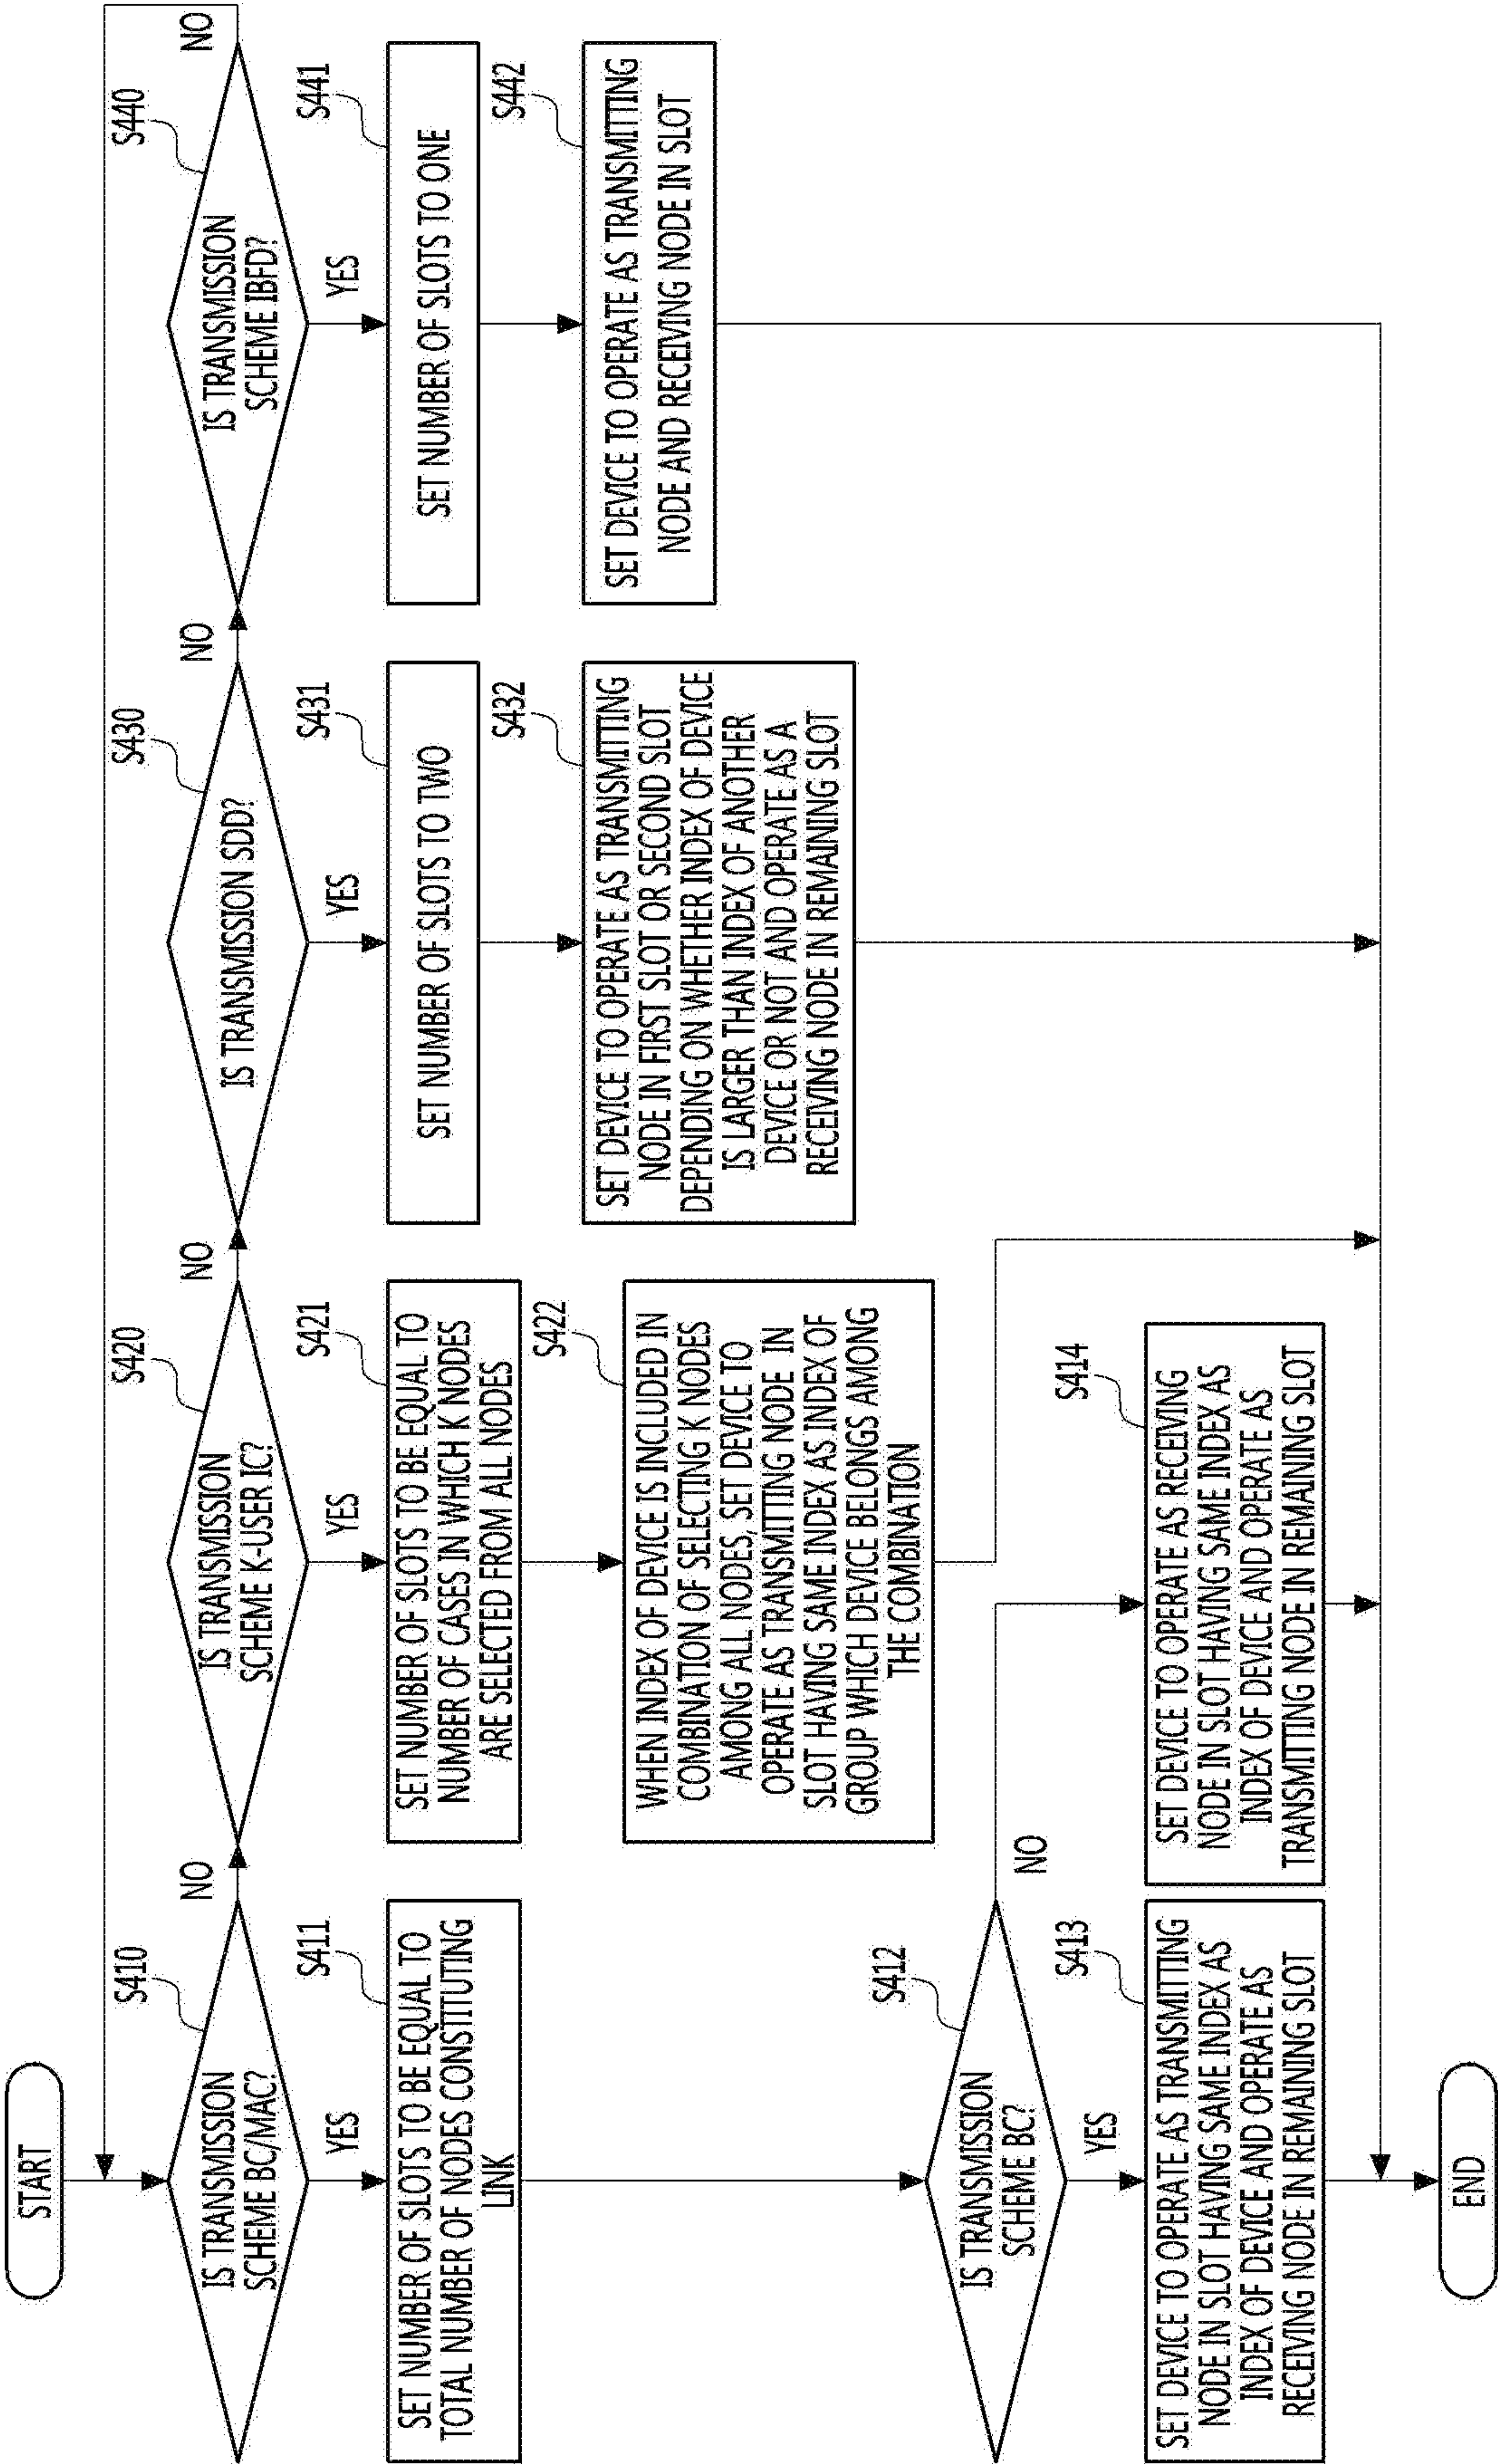 START
S410
IS TRANSMISSION
SCHEME BC/MAC?
NO
YES
S411
SET NUMBER OF SLOTS TO BE EQUAL TO
TOTAL NUMBER OF NODES CONSTITUTING
LINK
S412
IS TRANSMISSION
SCHEME BC?
NO
YES
S413
SET DEVICE TO OPERATE AS TRANSMITTING
NODE IN SLOT HAVING SAME INDEX AS
INDEX OF DEVICE AND OPERATE AS
RECEIVING NODE IN REMAINING SLOT
S414
SET DEVICE TO OPERATE AS RECEIVING
NODE IN SLOT HAVING SAME INDEX AS
INDEX OF DEVICE AND OPERATE AS
TRANSMITTING NODE IN REMAINING SLOT
S420
IS TRANSMISSION
SCHEME K-USER IC?
NO
YES
S421
SET NUMBER OF SLOTS TO BE EQUAL TO
NUMBER OF CASES IN WHICH K NODES
ARE SELECTED FROM ALL NODES
S422
WHEN INDEX OF DEVICE IS INCLUDED IN
COMBINATION OF SELECTING K NODES
AMONG ALL NODES, SET DEVICE TO
OPERATE AS TRANSMITTING NODE IN
SLOT HAVING SAME INDEX AS INDEX OF
GROUP WHICH DEVICE BELONGS AMONG
THE COMBINATION
S430
IS TRANSMISSION SDD?
NO
YES
S431
SET NUMBER OF SLOTS TO TWO
S432
SET DEVICE TO OPERATE AS TRANSMITTING
NODE IN FIRST SLOT OR SECOND SLOT
DEPENDING ON WHETHER INDEX OF DEVICE
IS LARGER THAN INDEX OF ANOTHER
DEVICE OR NOT AND OPERATE AS A
RECEIVING NODE IN REMAINING SLOT
S440
IS TRANSMISSION
SCHEME IBFD?
NO
YES
S441
SET NUMBER OF SLOTS TO ONE
S442
SET DEVICE TO OPERATE AS TRANSMITTING
NODE AND RECEIVING NODE IN SLOT
END